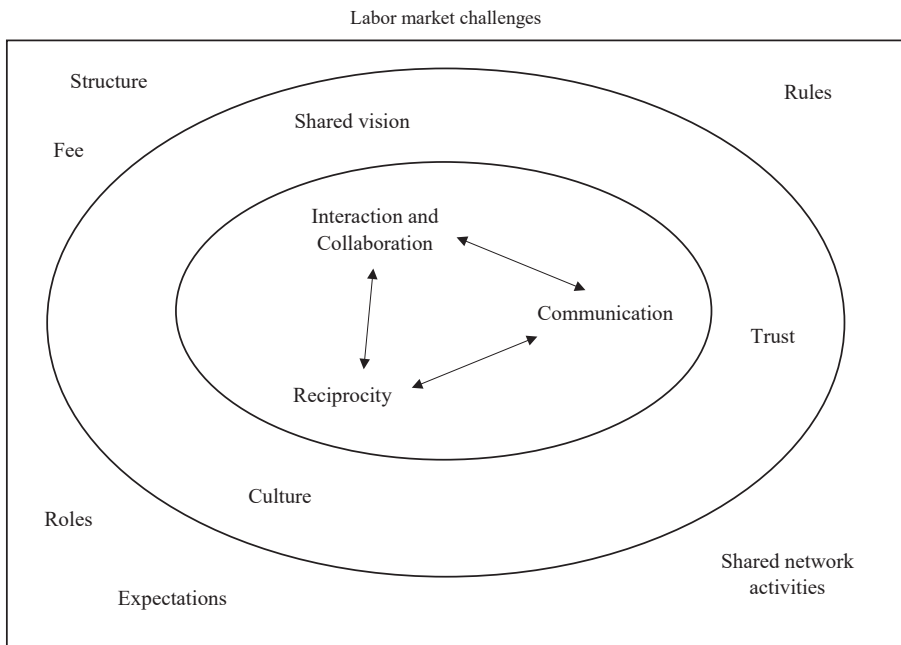 Labor market challenges
Structure
Rules
Shared vision
Fee
Interaction and
Collaboration
Communication
Trust
Reciprocity
Culture
Roles
Shared network
activities
Expectations